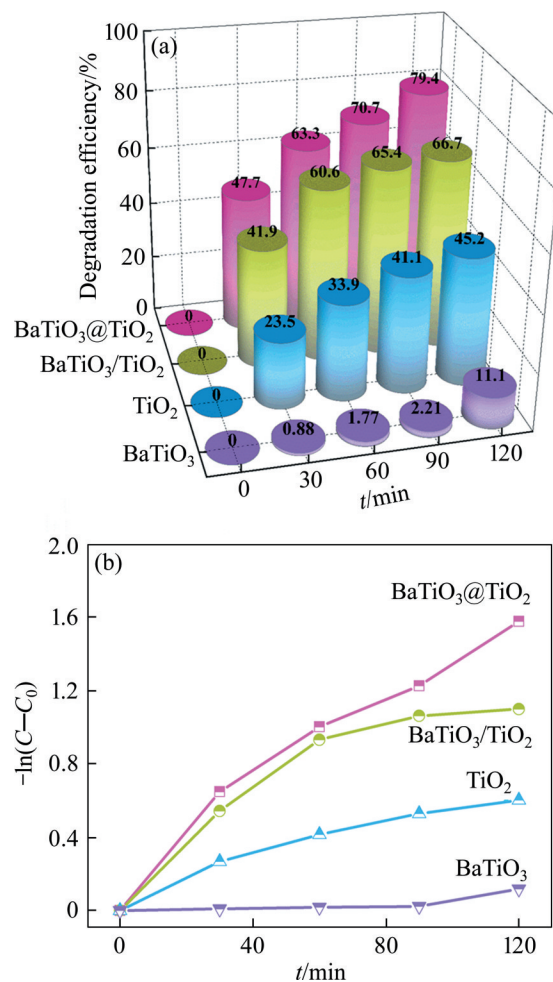 (a)
Degradation efficiency/%
100
80
60
40
20
0
47.7
63.3
70.7
79.4
41.9
60.6
65.4
66.7
23.5
33.9
41.1
45.2
0
0
0
0
0.88
1.77
2.21
11.1
BaTiO₃@TiO₂
BaTiO₃/TiO₂
TiO₂
BaTiO₃
0
30
60
90
120
t/min
(b)
−ln(C−C₀)
2.0
1.6
1.2
0.8
0.4
0
BaTiO₃@TiO₂
BaTiO₃/TiO₂
TiO₂
BaTiO₃
0
40
80
120
t/min